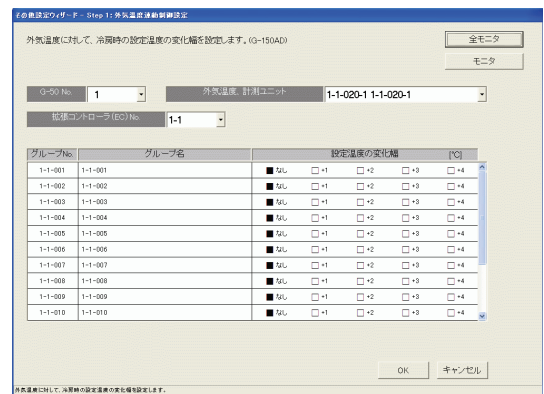 その他設定ウィザード - Step 1: 外気温度連動制御設定
外気温度に対して、冷房時の設定温度の変化幅を設定します。(G-150AD)
全モニタ
モニタ
G-50 No. 1 外気温度、計測ユニット 1-1-020-1 1-1-020-1
拡張コントローラ(EC)No. 1-1
グループNo. グループ名 設定温度の変化幅 [℃]
1-1-001 1-1-001 なし +1 +2 +3 +4
1-1-002 1-1-002 なし +1 +2 +3 +4
1-1-003 1-1-003 なし +1 +2 +3 +4
1-1-004 1-1-004 なし +1 +2 +3 +4
1-1-005 1-1-005 なし +1 +2 +3 +4
1-1-006 1-1-006 なし +1 +2 +3 +4
1-1-007 1-1-007 なし +1 +2 +3 +4
1-1-008 1-1-008 なし +1 +2 +3 +4
1-1-009 1-1-009 なし +1 +2 +3 +4
1-1-010 1-1-010 なし +1 +2 +3 +4
OK キャンセル
外気温度に対して、冷房時の設定温度の変化幅を設定します。